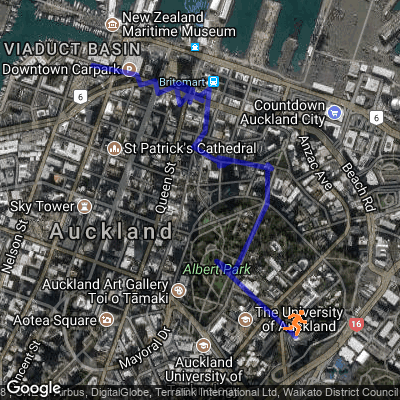 New Zealand
Maritime Museum
VIADUCT BASIN
Downtown Carpark
Britomart
6
Countdown
Auckland City
6
St Patrick's Cathedral
Queen St
Anzac Ave
Beach Rd
Sky Tower
Nelson St
Auckland
Albert Park
Auckland Art Gallery
Toi o Tāmaki
The University
of Auckland
16
Aotea Square
Mayoral Dr
Vincent St
Auckland
University of
Google
urbus, DigitalGlobe, Terralink International Ltd, Waikato District Council